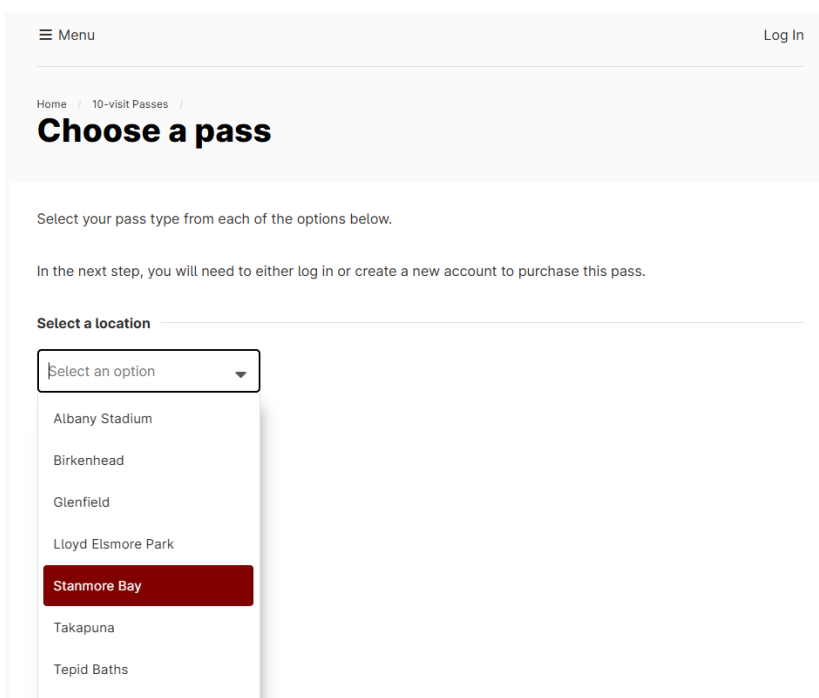 ☰ Menu
Log In
Home / 10-visit Passes /
Choose a pass
Select your pass type from each of the options below.
In the next step, you will need to either log in or create a new account to purchase this pass.
Select a location
Select an option
Albany Stadium
Birkenhead
Glenfield
Lloyd Elsmore Park
Stanmore Bay
Takapuna
Tepid Baths